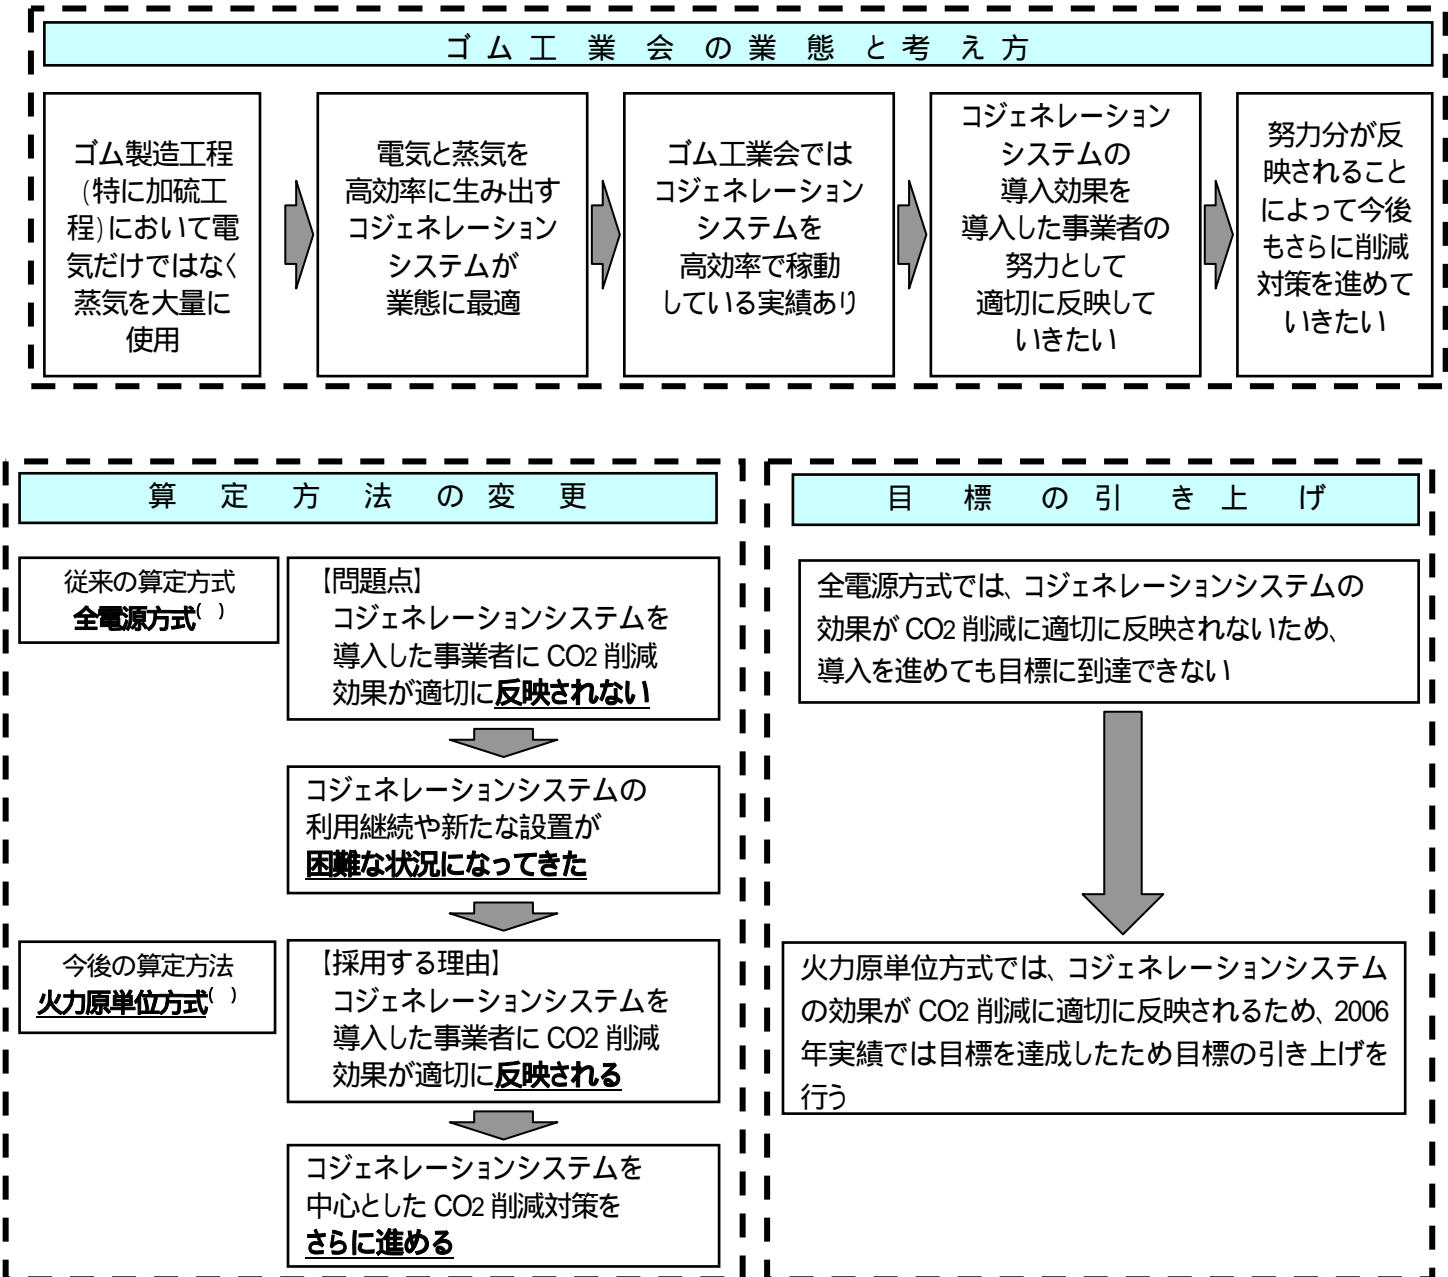 ゴム工業会の業態と考え方
ゴム製造工程
(特に加硫工
程)において電
気だけではなく
蒸気を大量に
使用
電気と蒸気を
高効率に生み出す
コジェネレーション
システムが
業態に最適
ゴム工業会では
コジェネレーション
システムを
高効率で稼動
している実績あり
コジェネレーション
システムの
導入効果を
導入した事業者の
努力として
適切に反映して
いきたい
努力分が反
映されること
によって今後
もさらに削減
対策を進めて
いきたい
算定方法の変更
従来の算定方式
全電源方式( )
【問題点】
コジェネレーションシステムを
導入した事業者に CO2 削減
効果が適切に反映されない
コジェネレーションシステムの
利用継続や新たな設置が
困難な状況になってきた
今後の算定方法
火力原単位方式( )
【採用する理由】
コジェネレーションシステムを
導入した事業者に CO2 削減
効果が適切に反映される
コジェネレーションシステムを
中心とした CO2 削減対策を
さらに進める
目標の引き上げ
全電源方式では、コジェネレーションシステムの
効果が CO2 削減に適切に反映されないため、
導入を進めても目標に到達できない
火力原単位方式では、コジェネレーションシステム
の効果が CO2 削減に適切に反映されるため、2006
年実績では目標を達成したため目標の引き上げを
行う